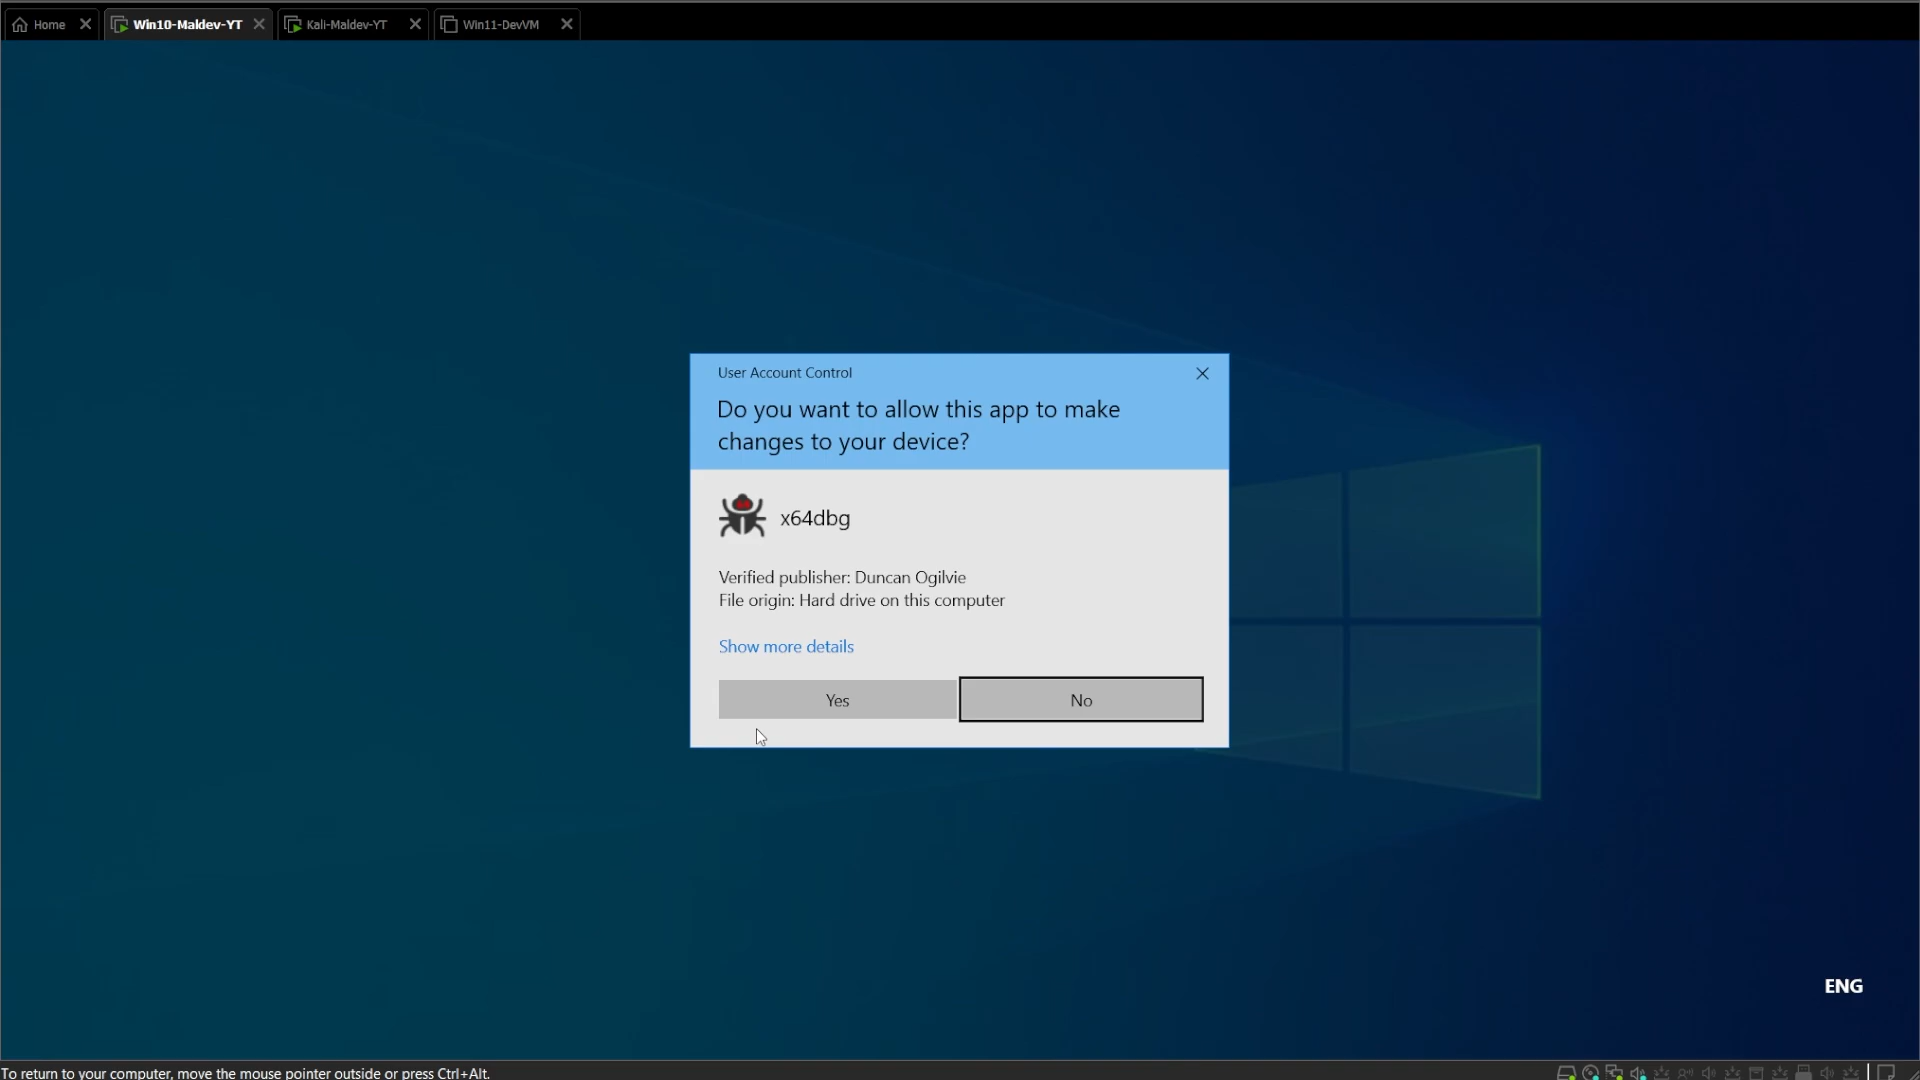 Home
Win10-Maldev-YT
Kali-Maldev-YT
Win11-DevVM
User Account Control
Do you want to allow this app to make
changes to your device?
x64dbg
Verified publisher: Duncan Ogilvie
File origin: Hard drive on this computer
Show more details
Yes
No
ENG
To return to your computer, move the mouse pointer outside or press Ctrl+Alt.